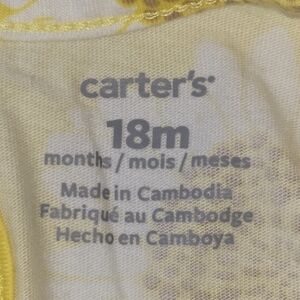 carter's
18m
months / mois / meses
Made in Cambodia
Fabriqué au Cambodge
Hecho en Camboya